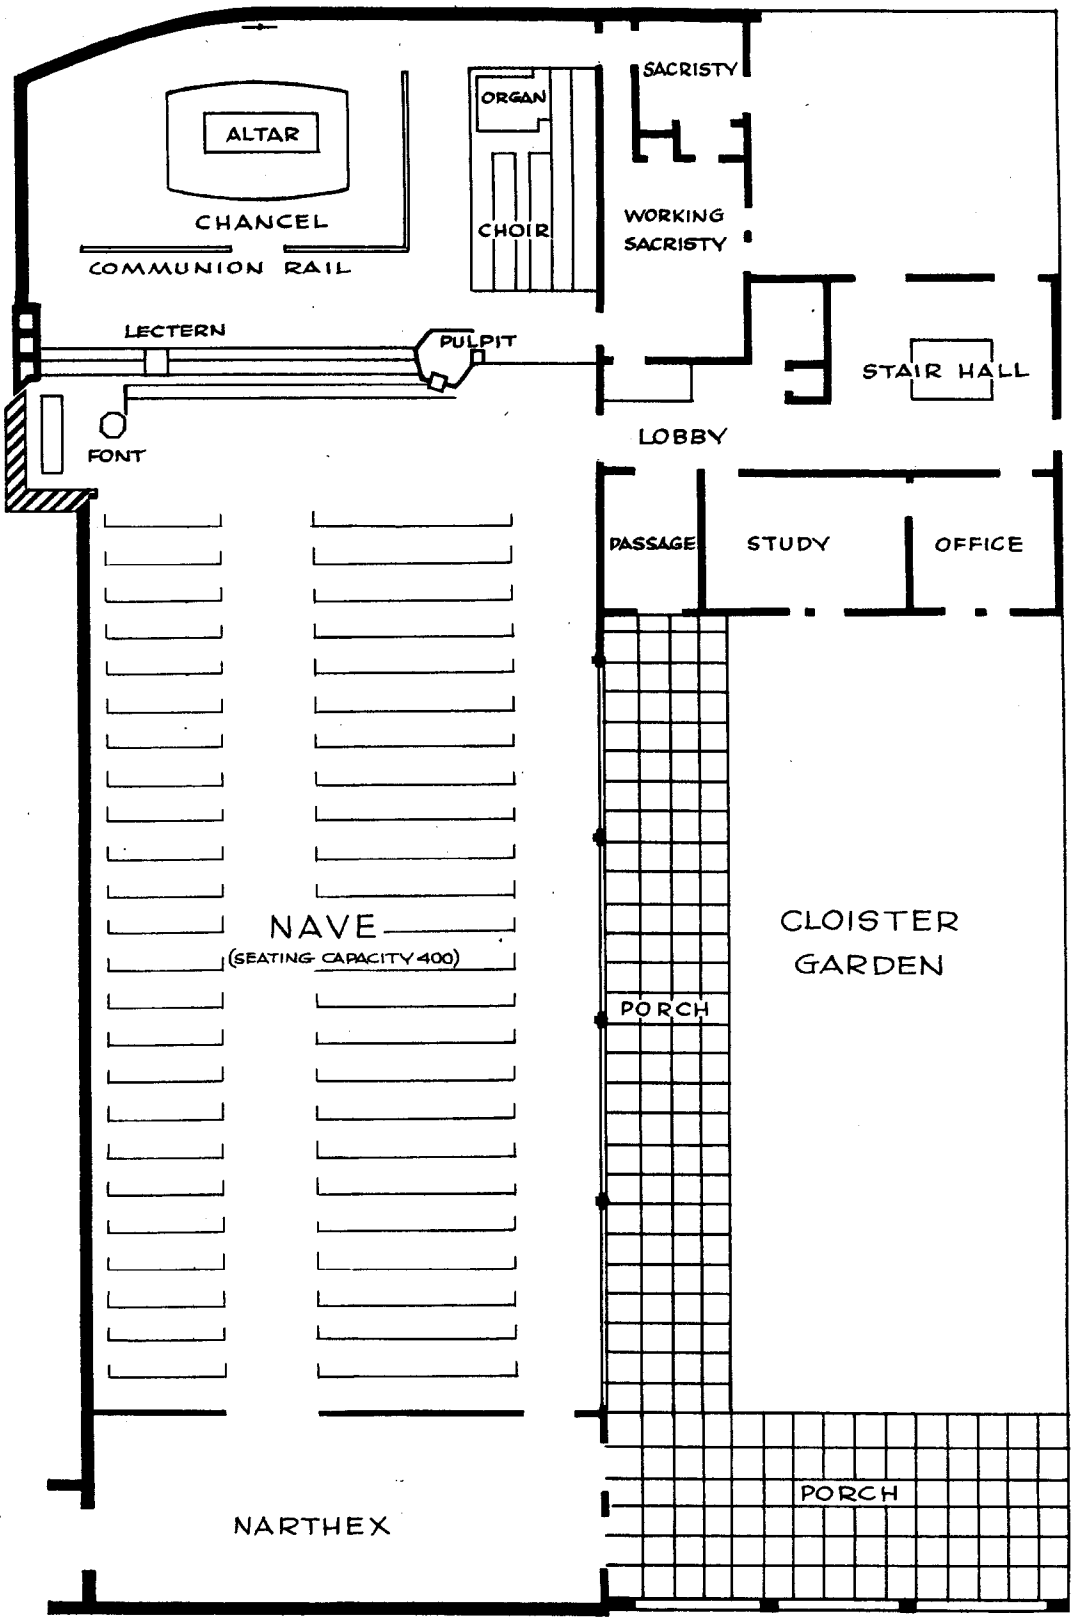 SACRISTY
ORGAN
ALTAR
WORKING
SACRISTY
CHANCEL
CHOIR
COMMUNION RAIL
LECTERN
PULPIT
STAIR HALL
LOBBY
FONT
PASSAGE
STUDY
OFFICE
NAVE
(SEATING CAPACITY 400)
CLOISTER
GARDEN
PORCH
PORCH
NARTHEX